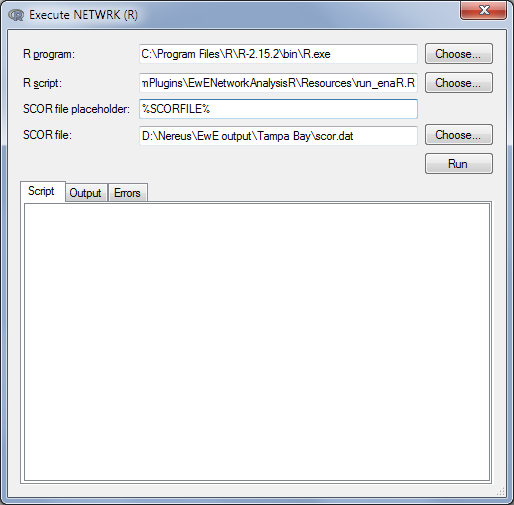 Execute NETWRK (R)
R program: C:\Program Files\R\R-2.15.2\bin\R.exe Choose...
R script: mPlugins\EwENetworkAnalysisR\Resources\run_enaR.R Choose...
SCOR file placeholder: %SCORFILE%
SCOR file: D:\Nereus\EwE output\Tampa Bay\scor.dat Choose...
Run
Script Output Errors